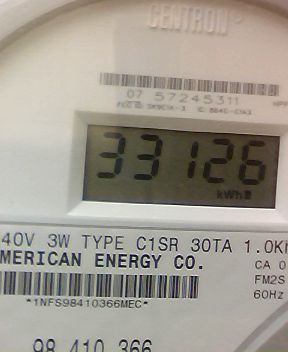 CENTRON®
07 57245311
33126
kWh
40V 3W TYPE C1SR 30TA 1.0K
MERICAN ENERGY CO.
CA 0
FM2S
60Hz
*1NFS98410366MEC*
98 410 366